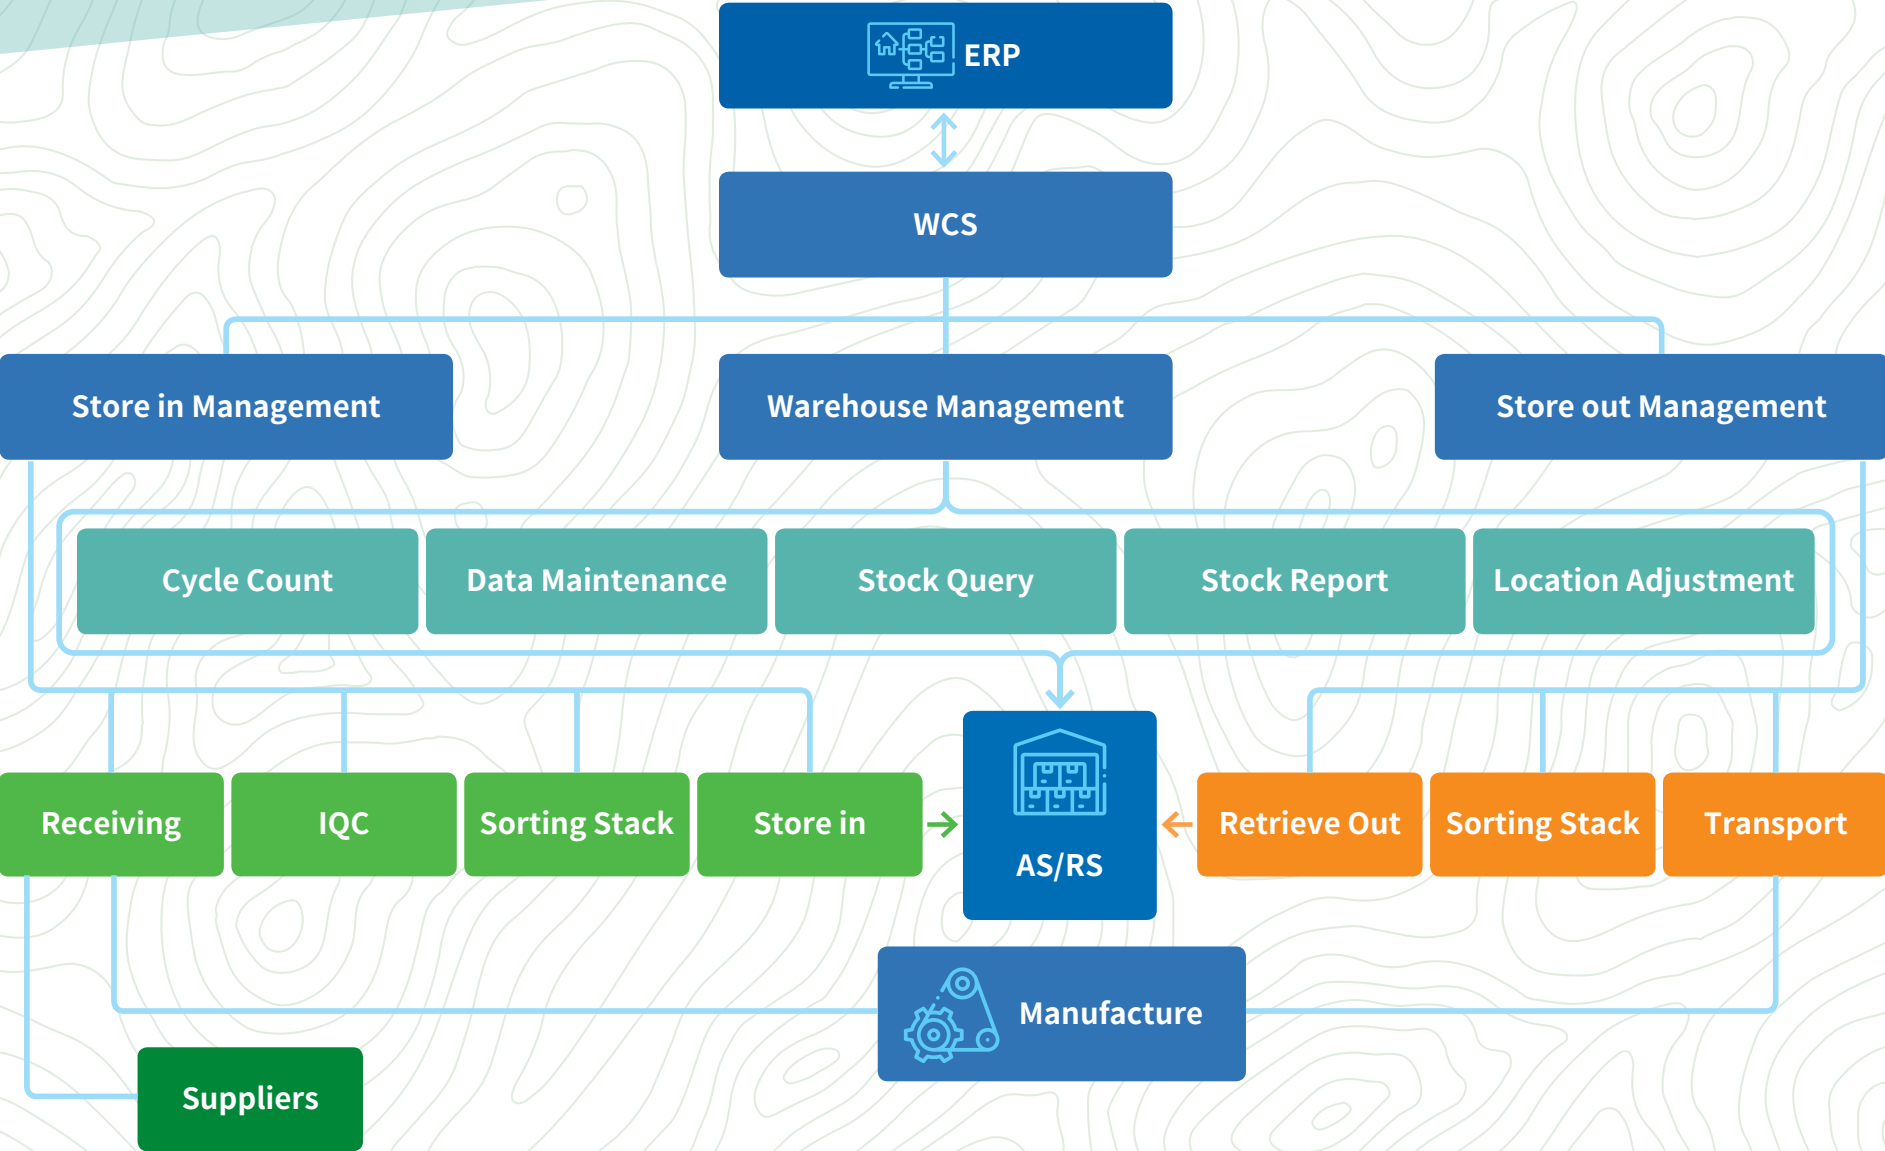 ERP
WCS
Store in Management
Warehouse Management
Store out Management
Cycle Count
Data Maintenance
Stock Query
Stock Report
Location Adjustment
Receiving
IQC
Sorting Stack
Store in
AS/RS
Retrieve Out
Sorting Stack
Transport
Manufacture
Suppliers